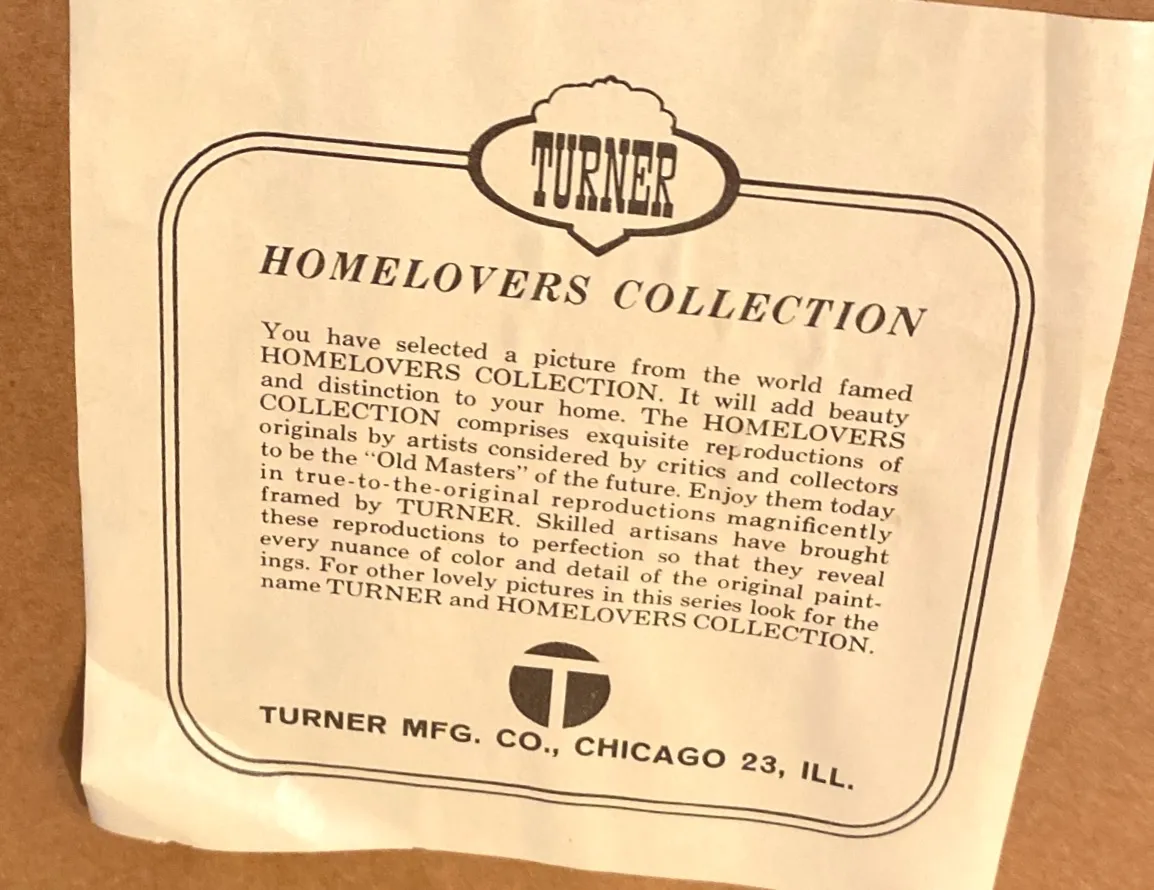 TURNER
HOMELOVERS COLLECTION
You have selected a picture from the world famed
HOMELOVERS COLLECTION. It will add beauty
and distinction to your home. The HOMELOVERS
COLLECTION comprises exquisite reproductions of
originals by artists considered by critics and collectors
to be the “Old Masters” of the future. Enjoy them today
in true-to-the-original reproductions magnificently
framed by TURNER. Skilled artisans have brought
these reproductions to perfection so that they reveal
every nuance of color and detail of the original paint-
ings. For other lovely pictures in this series look for the
name TURNER and HOMELOVERS COLLECTION.
T
TURNER MFG. CO., CHICAGO 23, ILL.